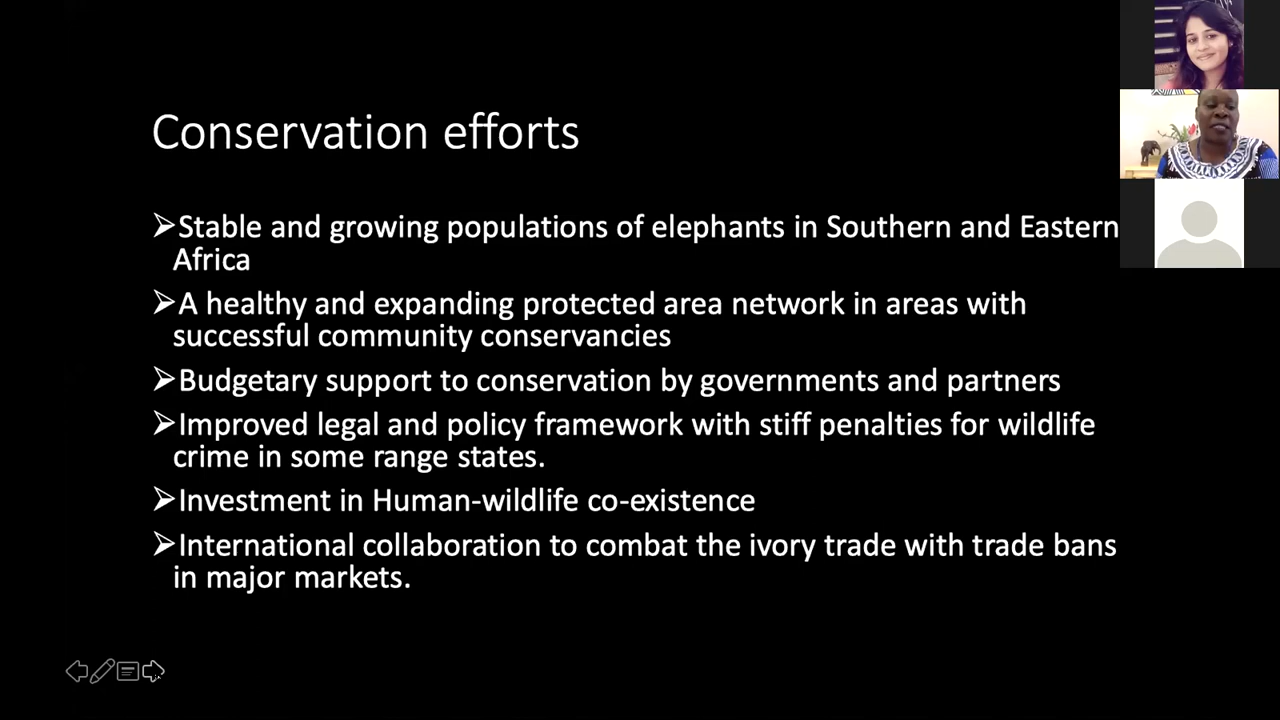 Conservation efforts
➢Stable and growing populations of elephants in Southern and Eastern
Africa
➢A healthy and expanding protected area network in areas with
successful community conservancies
➢Budgetary support to conservation by governments and partners
➢Improved legal and policy framework with stiff penalties for wildlife
crime in some range states.
➢Investment in Human-wildlife co-existence
➢International collaboration to combat the ivory trade with trade bans
in major markets.